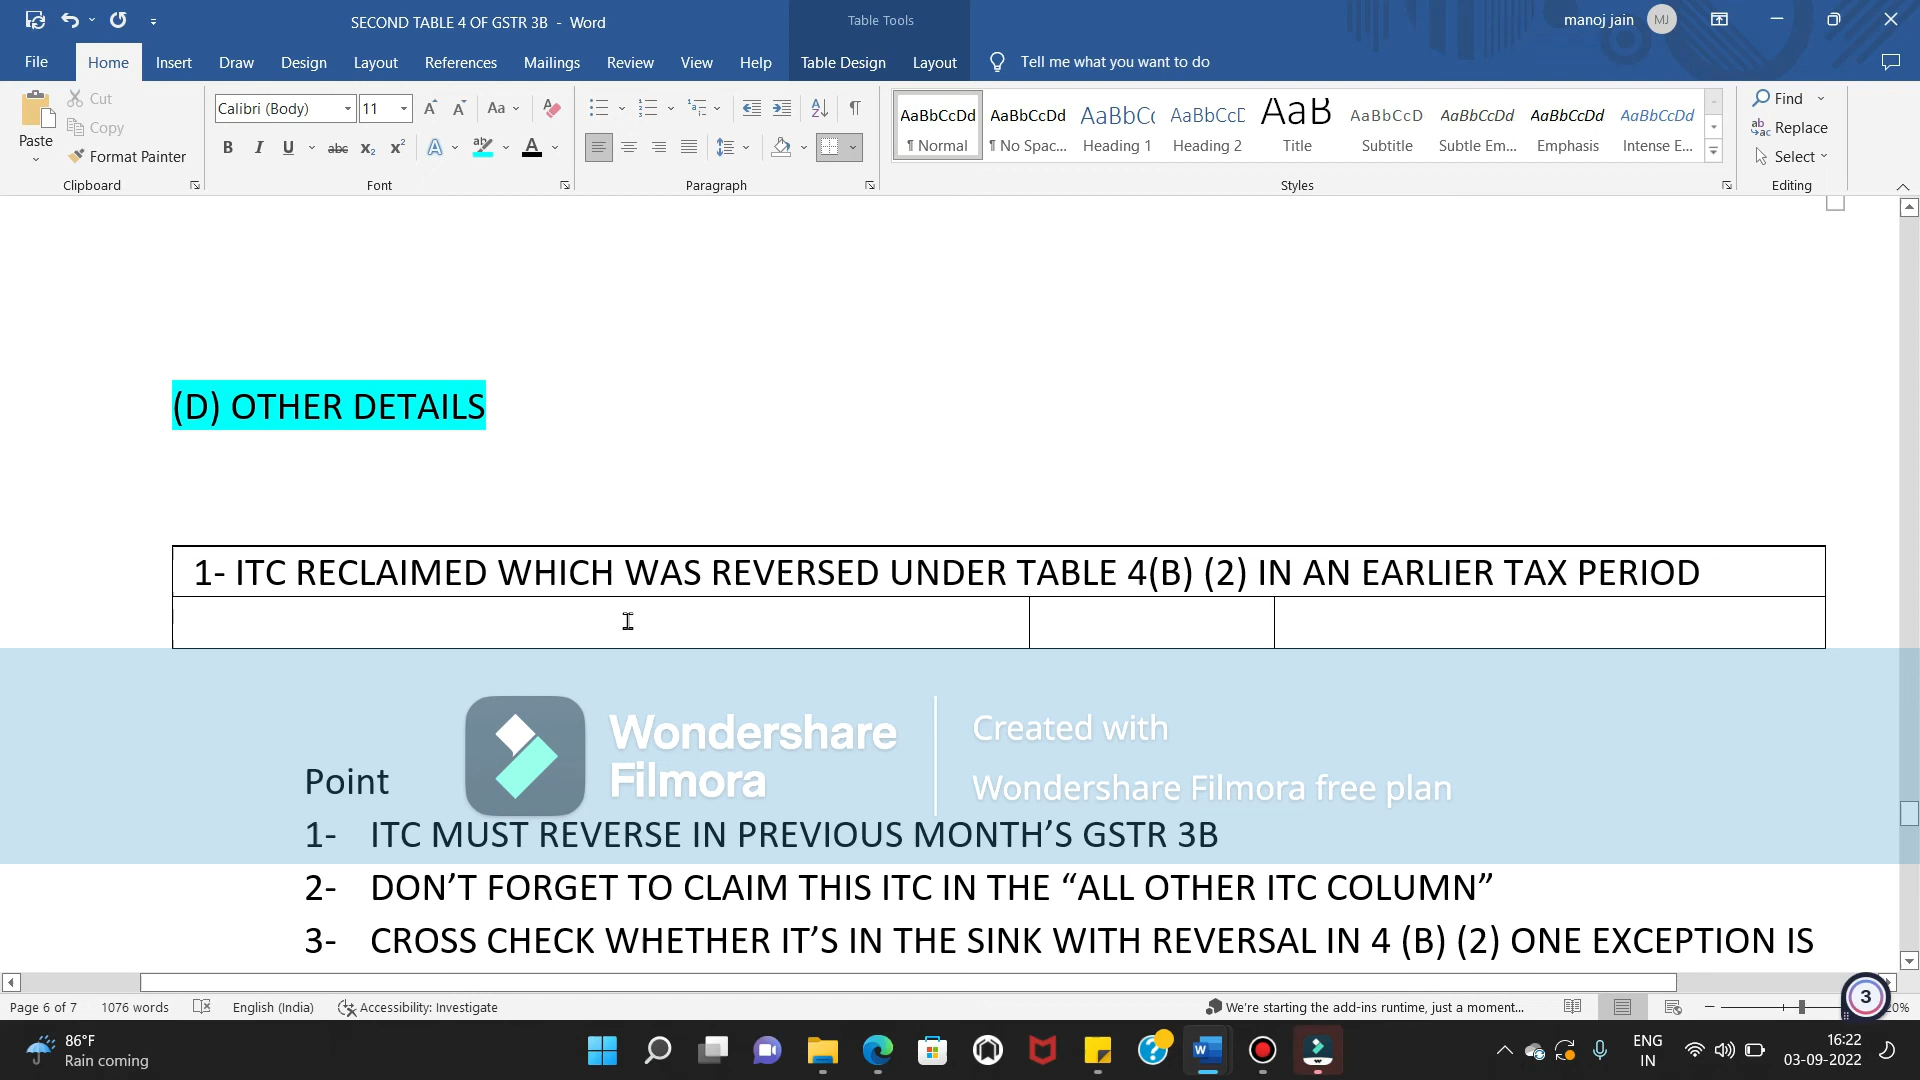 SECOND TABLE 4 OF GSTR 3B - Word
Table Tools
manoj jain
MJ
File
Home
Insert
Draw
Design
Layout
References
Mailings
Review
View
Help
Table Design
Layout
Tell me what you want to do
Paste
Cut
Copy
Format Painter
Clipboard
Calibri (Body)
11
Font
Paragraph
AaBbCcDd
¶ Normal
AaBbCcDd
¶ No Spac...
AaBbC
Heading 1
AaBbCcD
Heading 2
AaB
Title
AaBbCcD
Subtitle
AaBbCcDd
Subtle Em...
AaBbCcDd
Emphasis
AaBbCcDd
Intense E...
Styles
Find
Replace
Select
Editing
(D) OTHER DETAILS
1- ITC RECLAIMED WHICH WAS REVERSED UNDER TABLE 4(B) (2) IN AN EARLIER TAX PERIOD
Wondershare
Filmora
Created with
Wondershare Filmora free plan
Point
1- ITC MUST REVERSE IN PREVIOUS MONTH’S GSTR 3B
2- DON’T FORGET TO CLAIM THIS ITC IN THE “ALL OTHER ITC COLUMN”
3- CROSS CHECK WHETHER IT’S IN THE SINK WITH REVERSAL IN 4 (B) (2) ONE EXCEPTION IS
Page 6 of 7
1076 words
English (India)
Accessibility: Investigate
We're starting the add-ins runtime, just a moment...
3
86°F
Rain coming
ENG
IN
16:22
03-09-2022